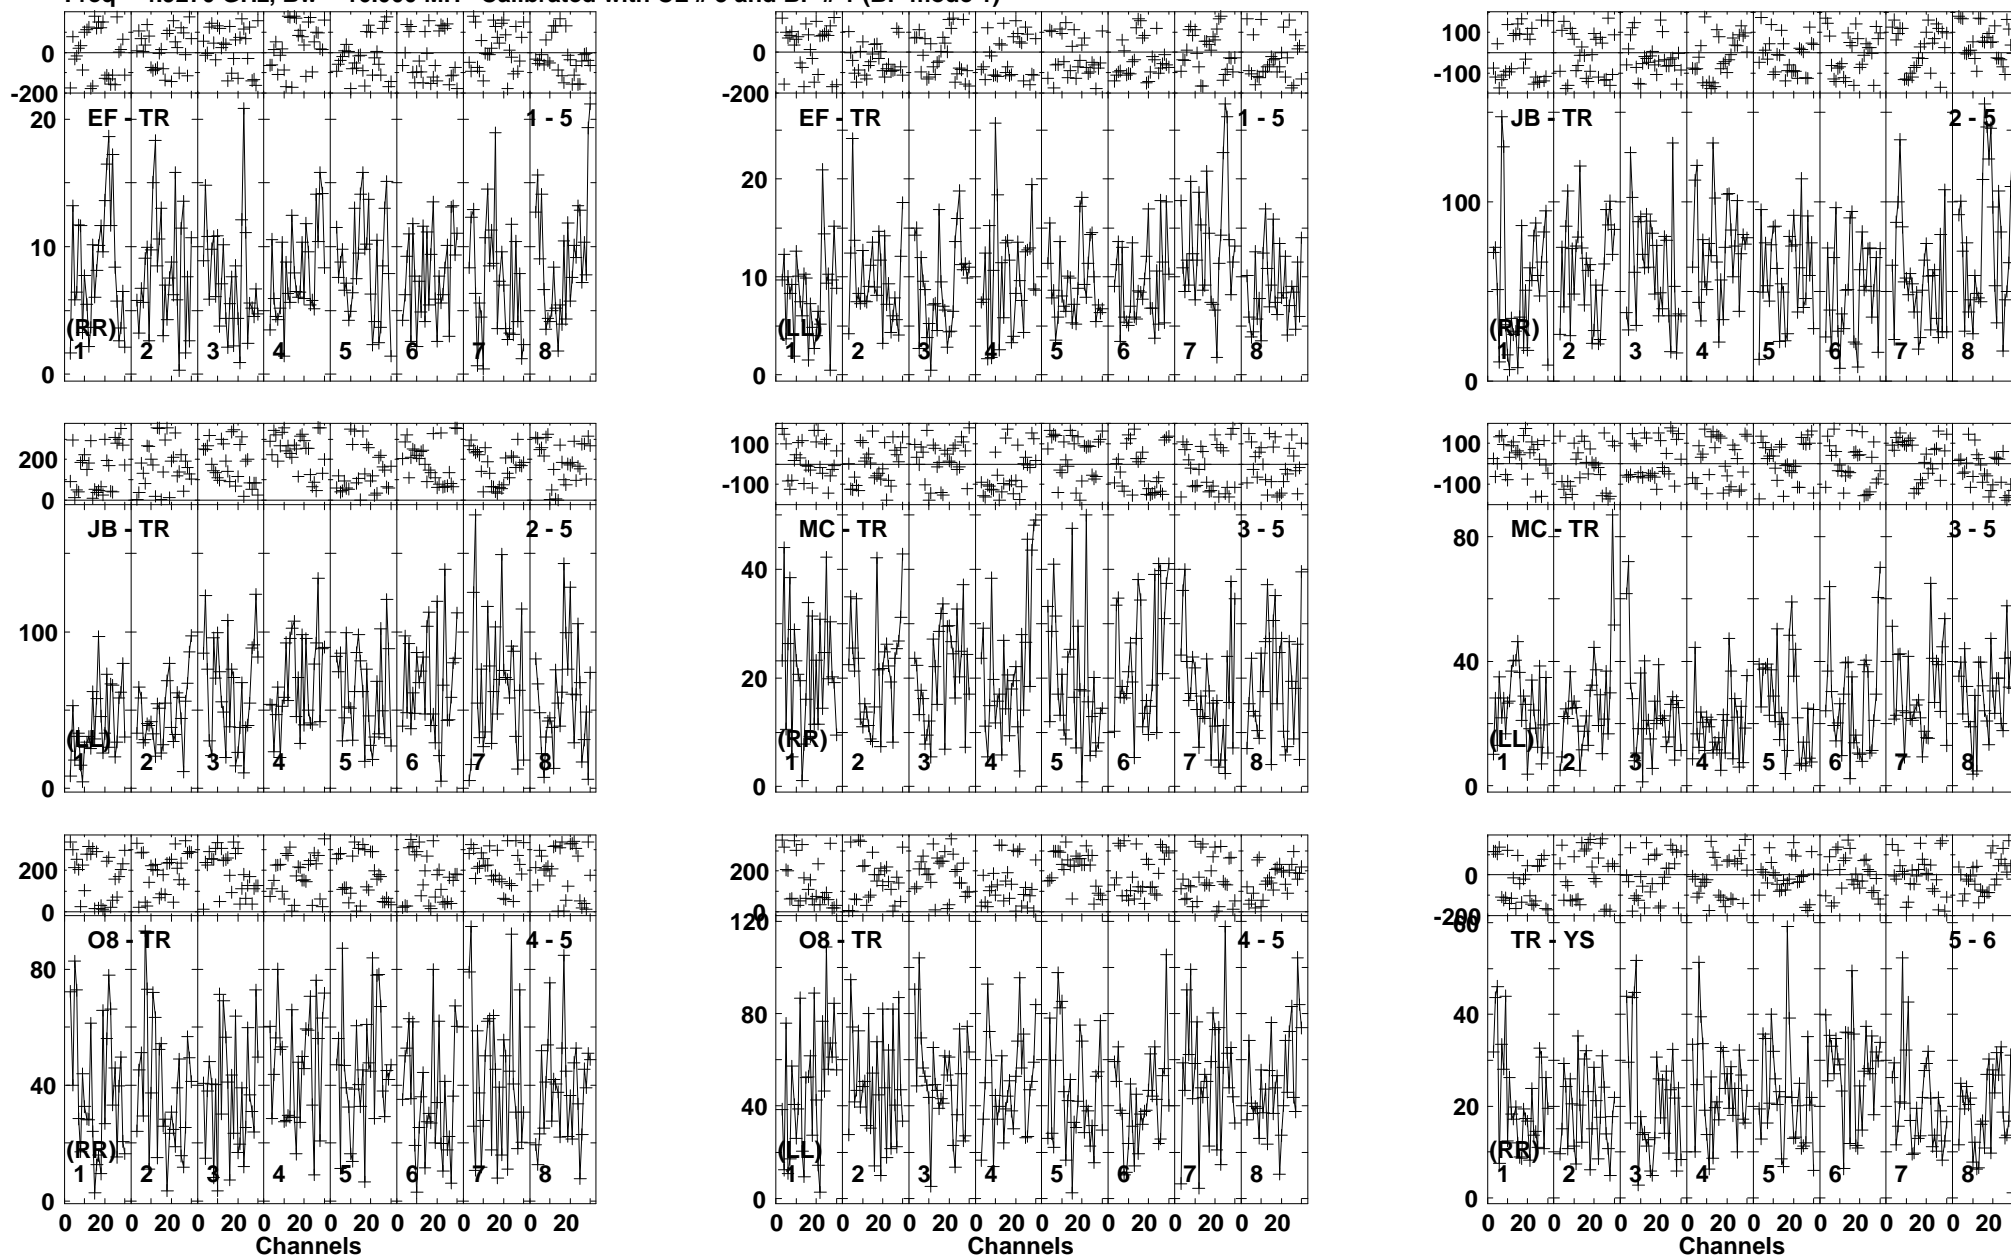 100 100
0 0 0
-200 -200 -100
EF - TR 1 - 5 EF - TR 1 - 5 JB - TR 2 - 5
20 10 0 (RR) 1 2 3 4 5 6 7 8
20 10 0 (LL) 1 2 3 4 5 6 7 8
100 0 (RR) 1 2 3 4 5 6 7 8
200 0 100 -100 100 -100
JB - TR 2 - 5 MC - TR 3 - 5 MC - TR 3 - 5
100 0 (LL) 1 2 3 4 5 6 7 8
40 20 0 (RR) 1 2 3 4 5 6 7 8
80 40 0 (LL) 1 2 3 4 5 6 7 8
200 0 200 0 0 -200
O8 - TR 4 - 5 O8 - TR 4 - 5 TR - YS 5 - 6
80 40 0 (RR) 1 2 3 4 5 6 7 8
120 80 40 0 (LL) 1 2 3 4 5 6 7 8
60 40 20 0 (RR) 1 2 3 4 5 6 7 8
0 20 0 20 0 20 0 20 0 20 0 20 0 20 0 20
0 20 0 20 0 20 0 20 0 20 0 20 0 20 0 20
0 20 0 20 0 20 0 20 0 20 0 20 0 20 0 20
Channels Channels Channels